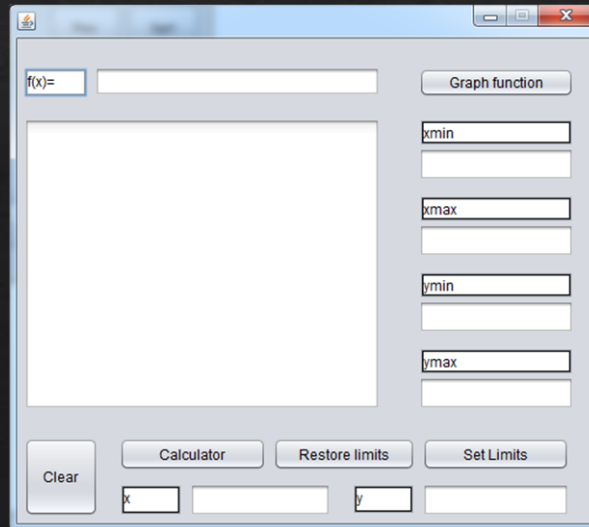 f(x)=
Graph function
xmin
xmax
ymin
ymax
Clear
Calculator
Restore limits
Set Limits
x
y